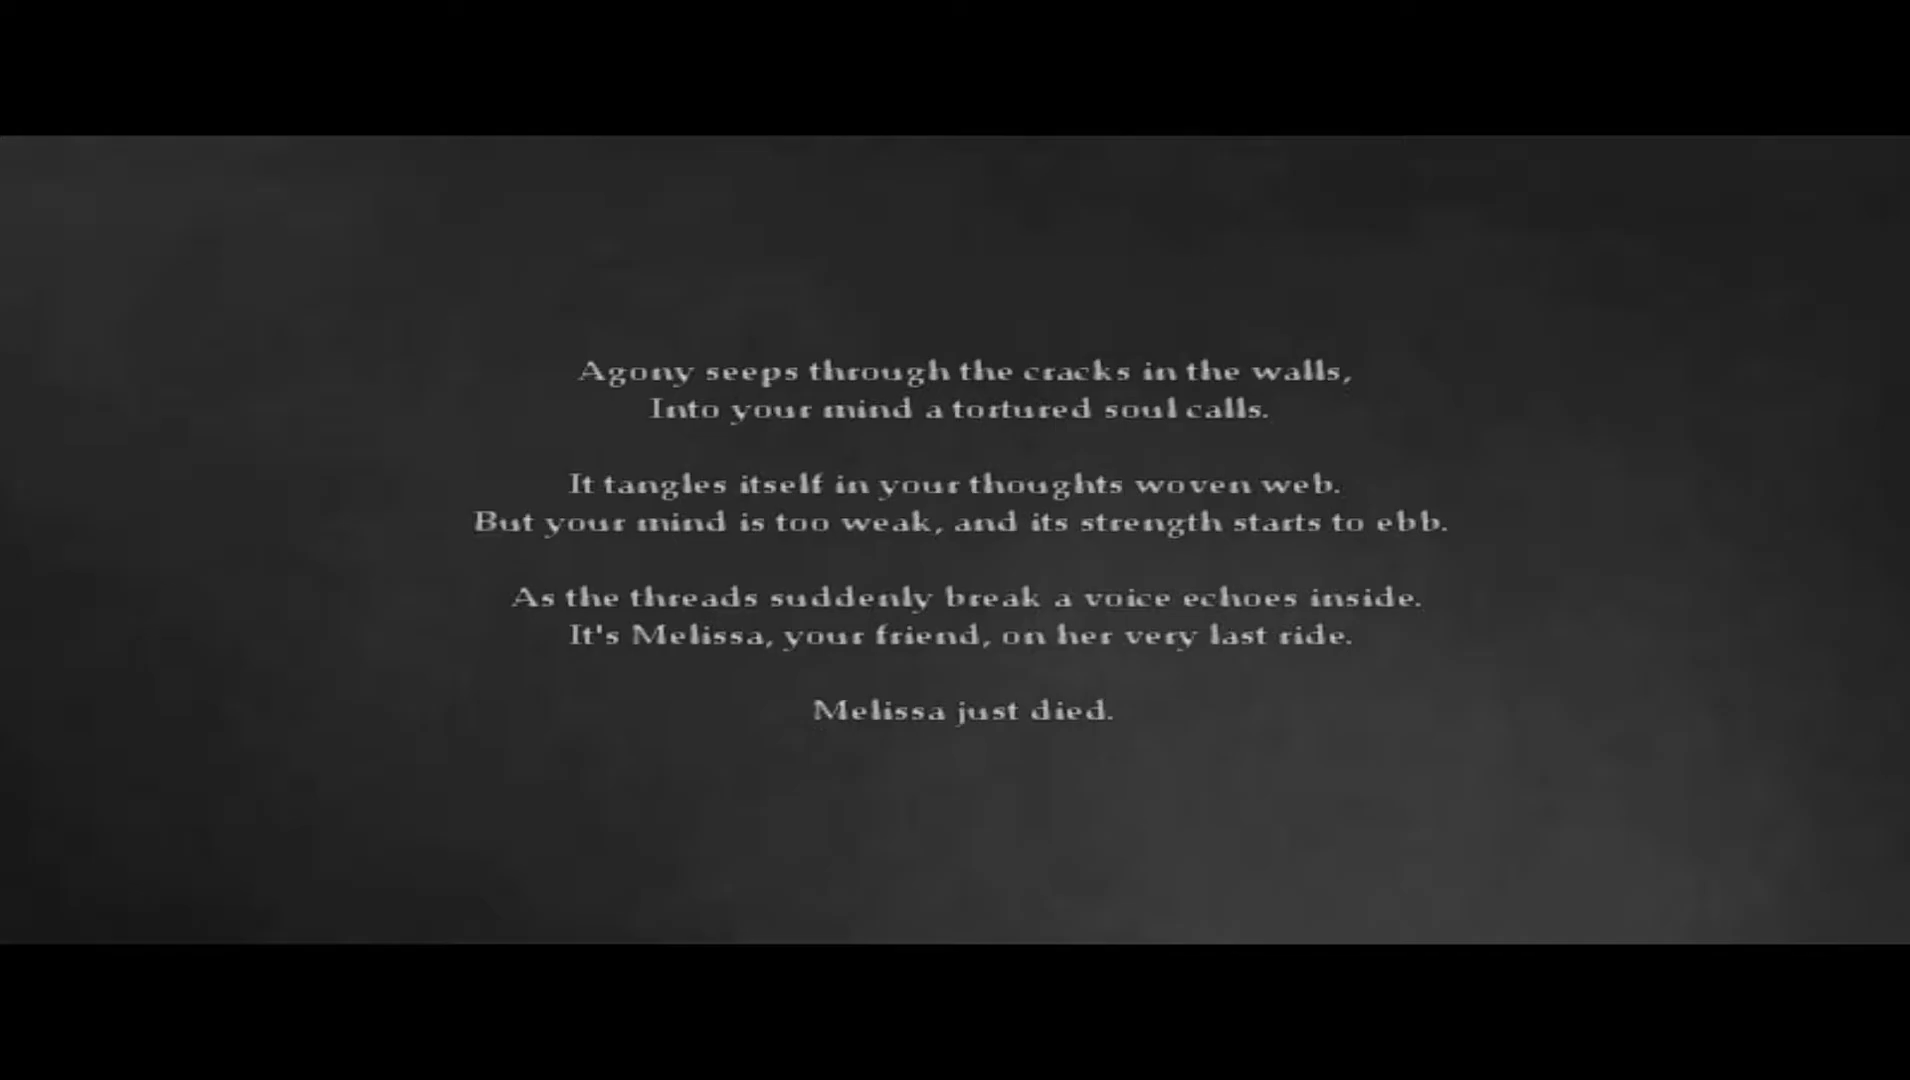 Agony seeps through the cracks in the walls,
Into your mind a tortured soul calls.
It tangles itself in your thoughts woven web.
But your mind is too weak, and its strength starts to ebb.
As the threads suddenly break a voice echoes inside.
It's Melissa, your friend, on her very last ride.
Melissa just died.